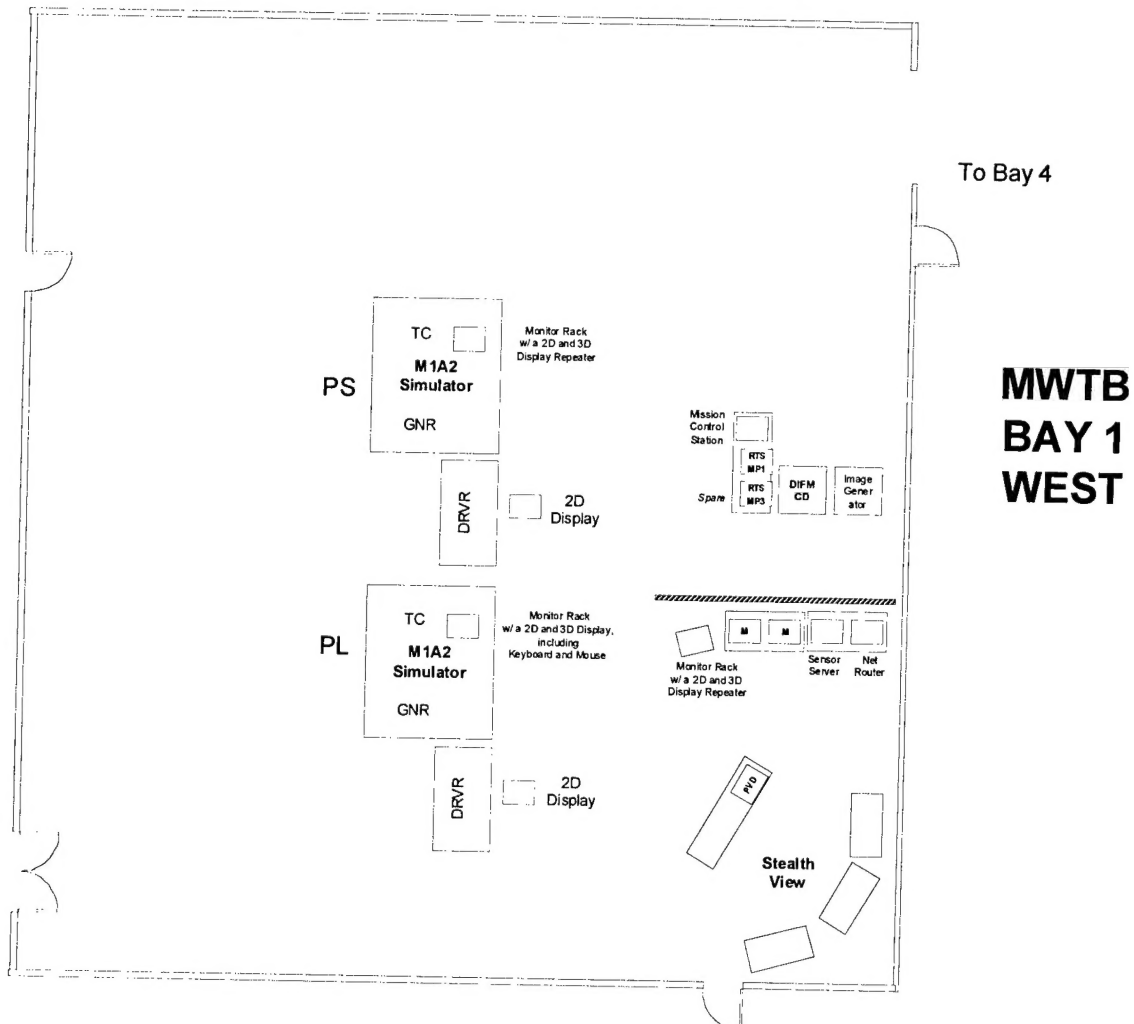 To Bay 4
MWTB
BAY 1
WEST
PS
TC
M1A2
Simulator
GNR
Monitor Rack
w/ a 2D and 3D
Display Repeater
DRVR
2D
Display
Mission
Control
Station
RTS
MP1
Spare
RTS
MP3
DIFM
CD
Image
Gener
ator
PL
TC
M1A2
Simulator
GNR
Monitor Rack
w/ a 2D and 3D Display,
including
Keyboard and Mouse
DRVR
2D
Display
M
M
Sensor
Server
Net
Router
Monitor Rack
w/ a 2D and 3D
Display Repeater
PVD
Stealth
View